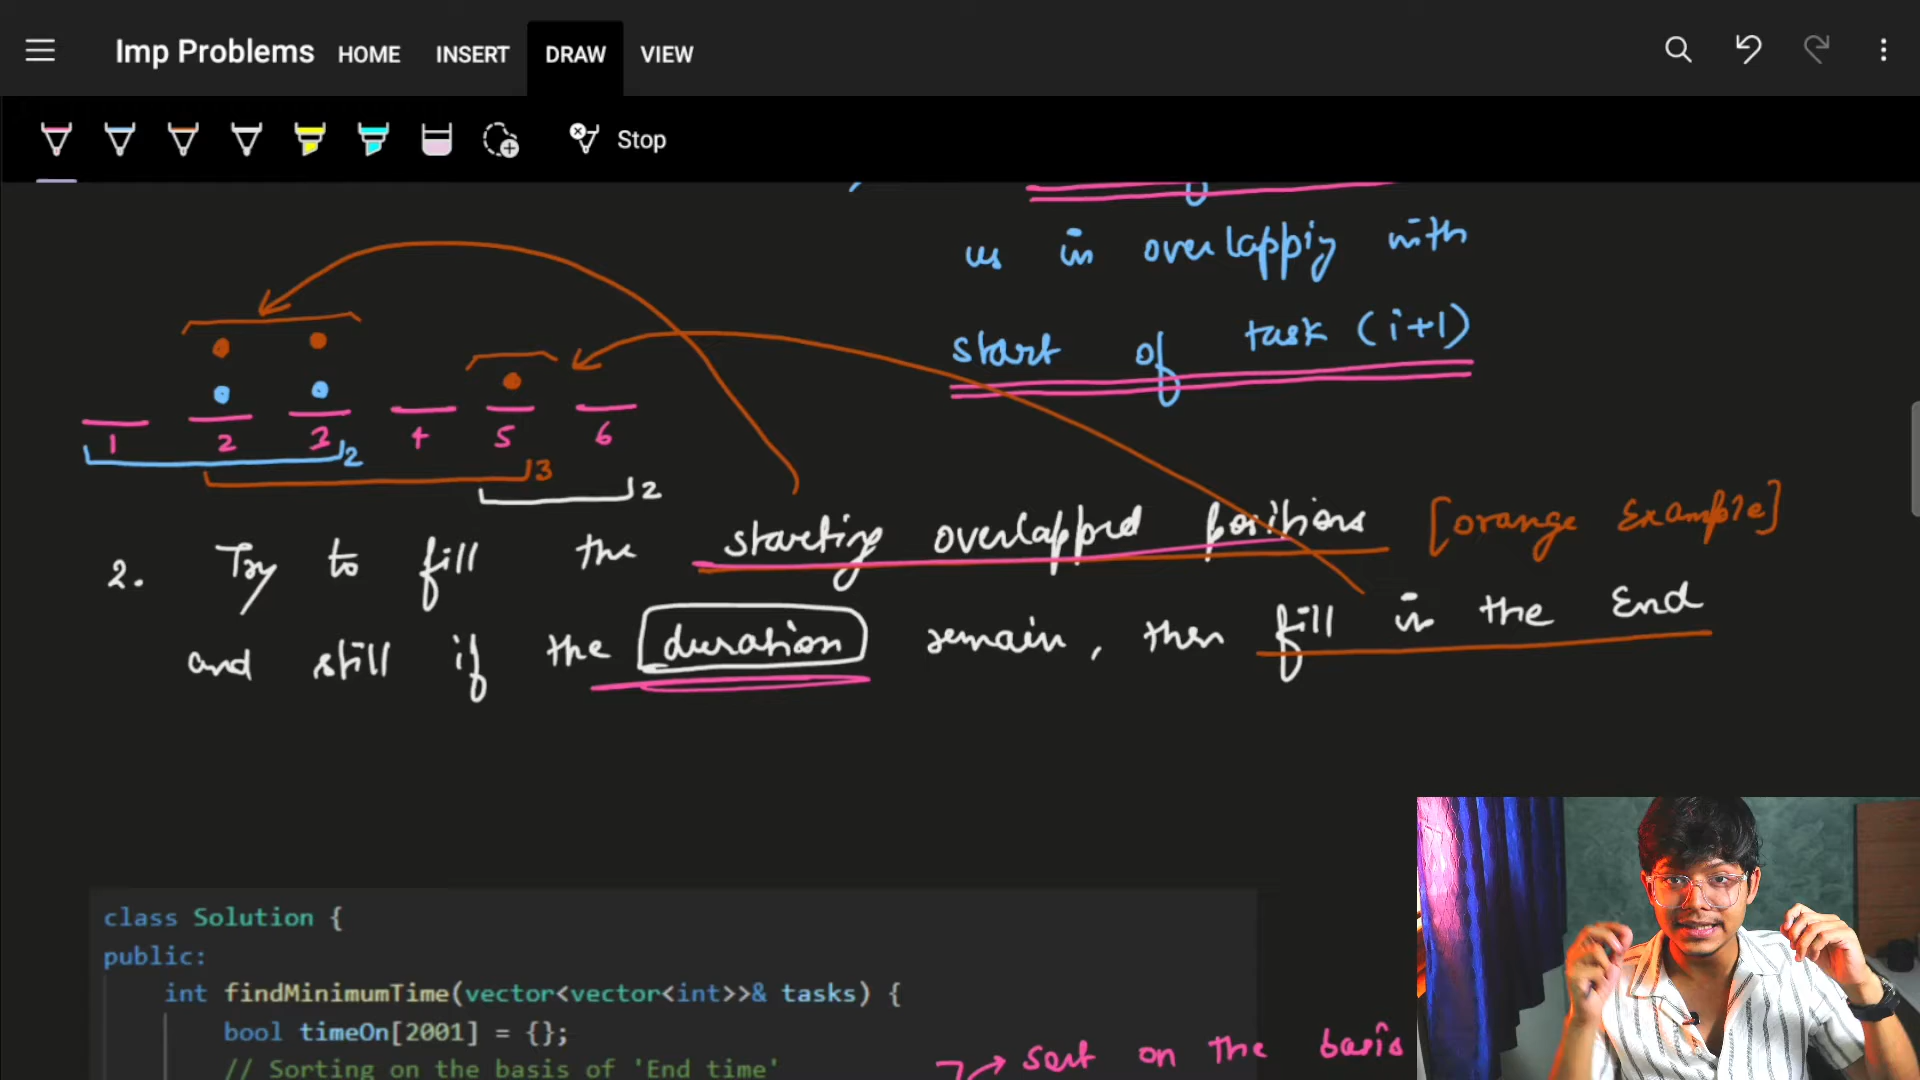 Imp Problems HOME INSERT DRAW VIEW
Stop
us in overlappig with
start of task (i+1)
1 2 3 4 5 6
2
3
2
2. Try to fill the starting overlapped positions [orange Example]
and still if the duration remain, then fill in the End
class Solution {
public:
int findMinimumTime(vector<vector<int>>& tasks) {
bool timeOn[2001] = {};
// Sorting on the basis of 'End time'
→ sort on the basis